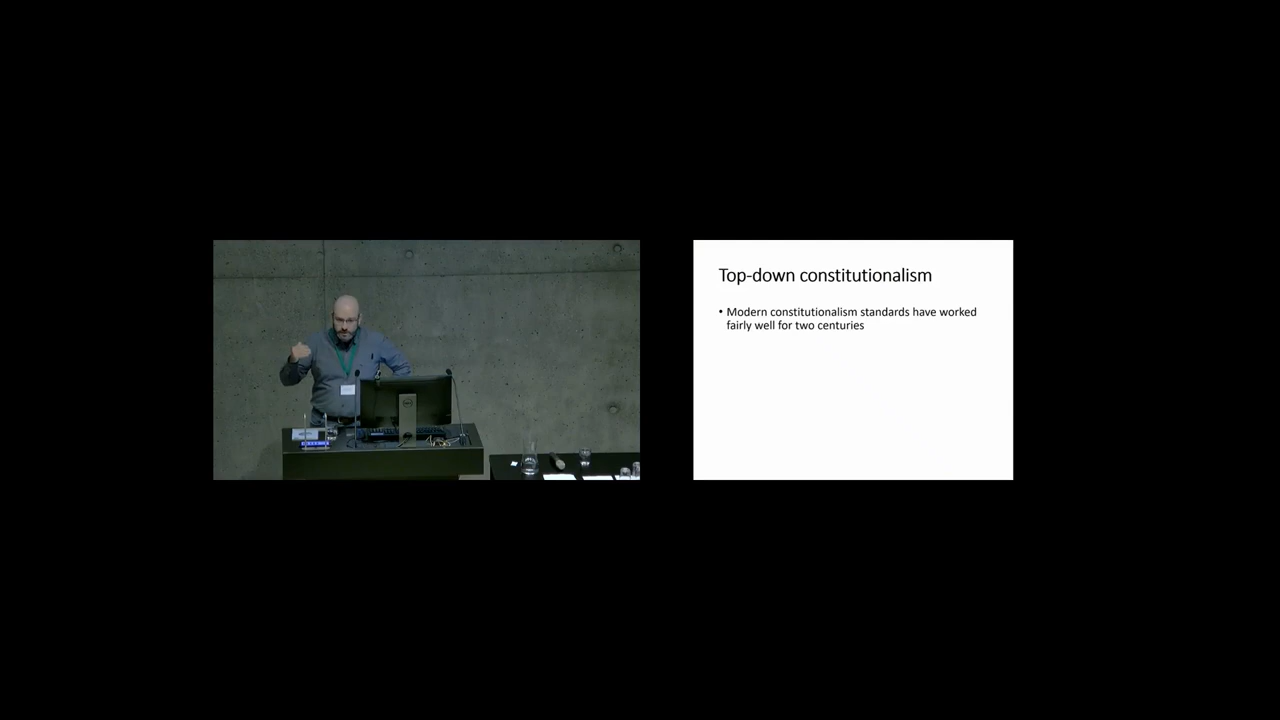 Top-down constitutionalism
• Modern constitutionalism standards have worked
fairly well for two centuries